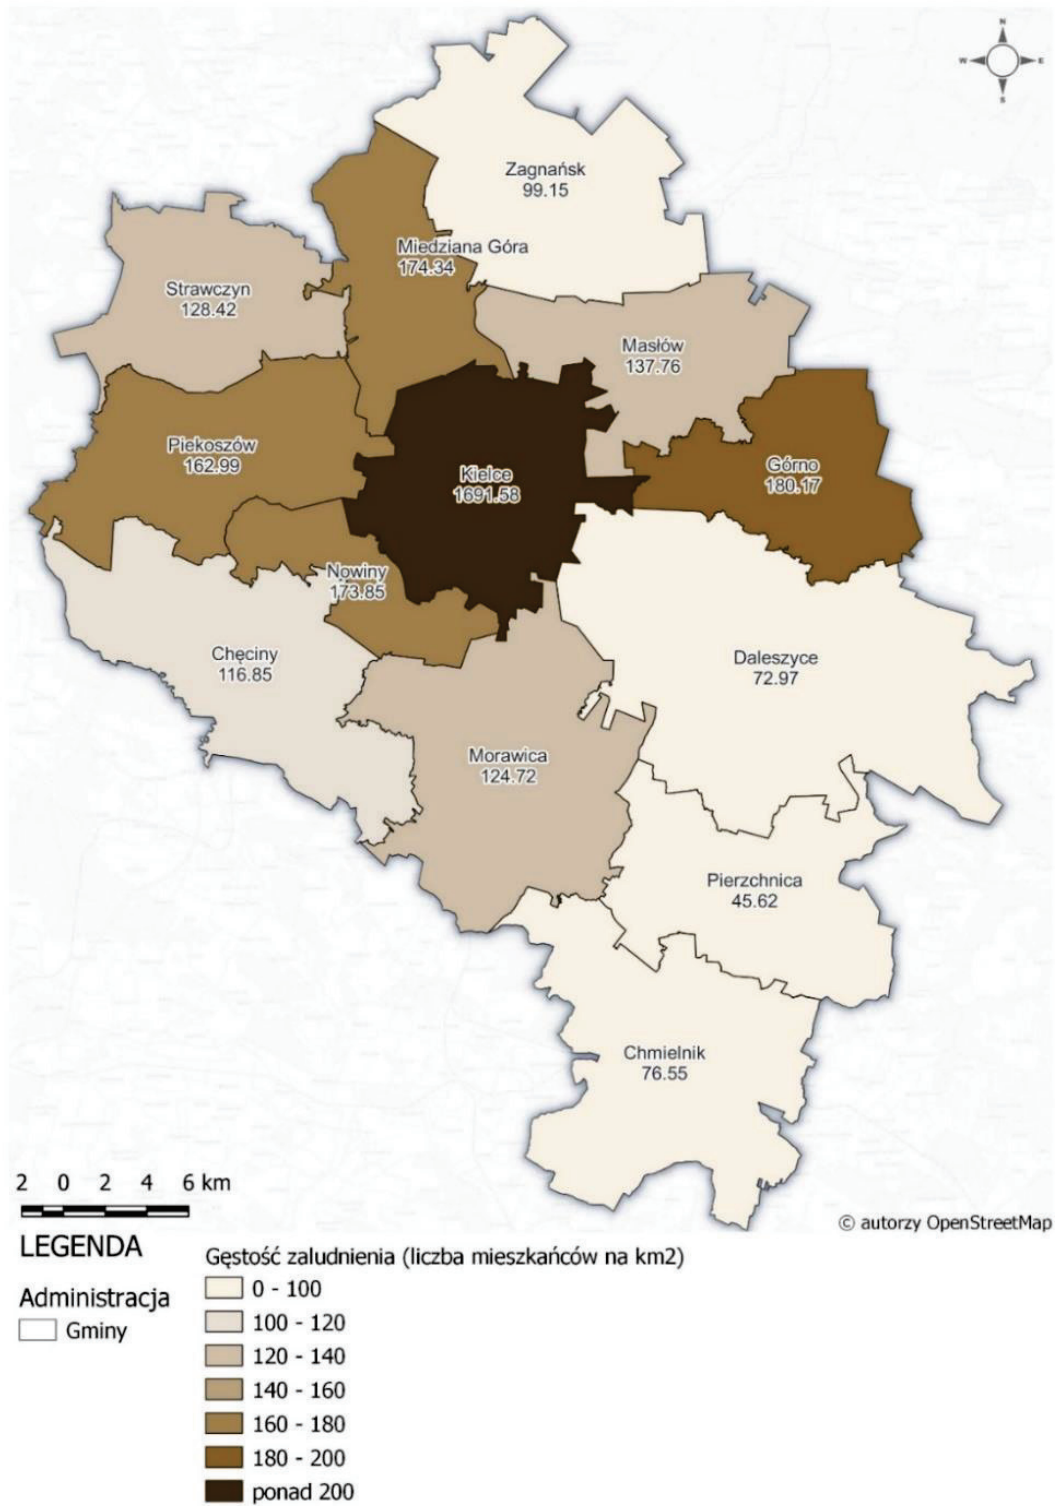 N
W E
S
Zagnańsk
99.15
Miedziana Góra
174.34
Strawczyn
128.42
Masłów
137.76
Piekoszów
162.99
Kielce
1691.58
Górno
180.17
Nowiny
173.85
Chęciny
116.85
Daleszyce
72.97
Morawica
124.72
Pierzchnica
45.62
Chmielnik
76.55
2 0 2 4 6 km
© autorzy OpenStreetMap
LEGENDA
Administracja
Gminy
Gęstość zaludnienia (liczba mieszkańców na km2)
0 - 100
100 - 120
120 - 140
140 - 160
160 - 180
180 - 200
ponad 200